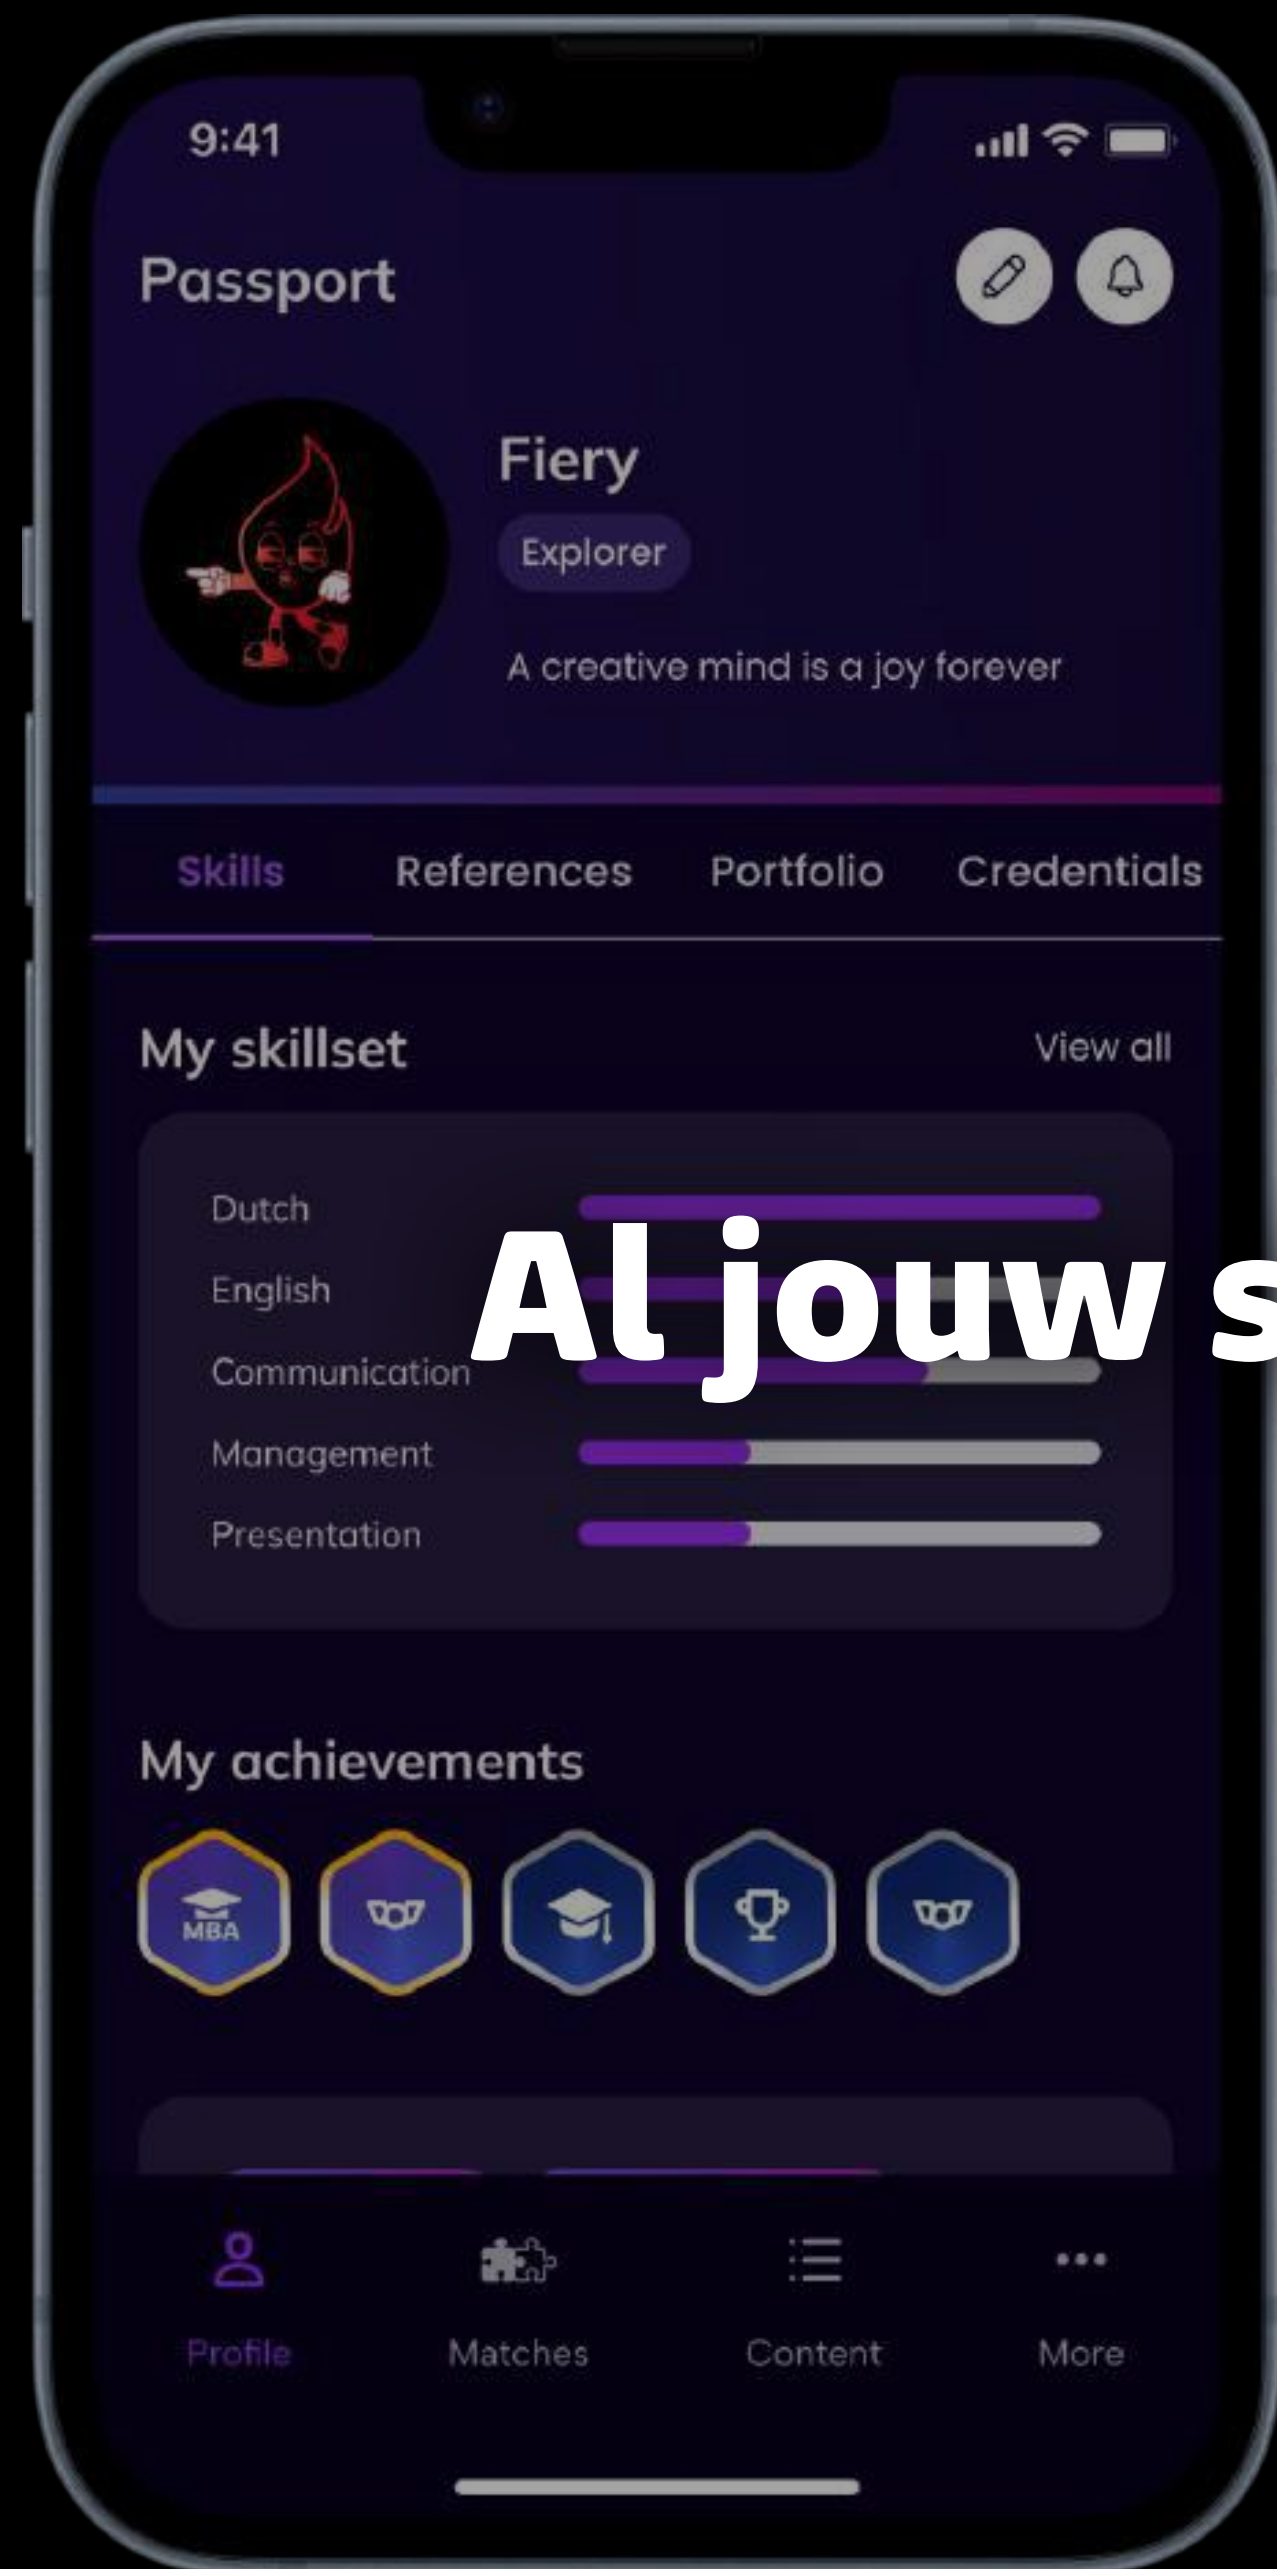 9:41
Passport
Fiery
Explorer
A creative mind is a joy forever
Skills References Portfolio Credentials
My skillset View all
Dutch
English
Al jouw s
Communication
Management
Presentation
My achievements
MBA
Profile Matches Content More